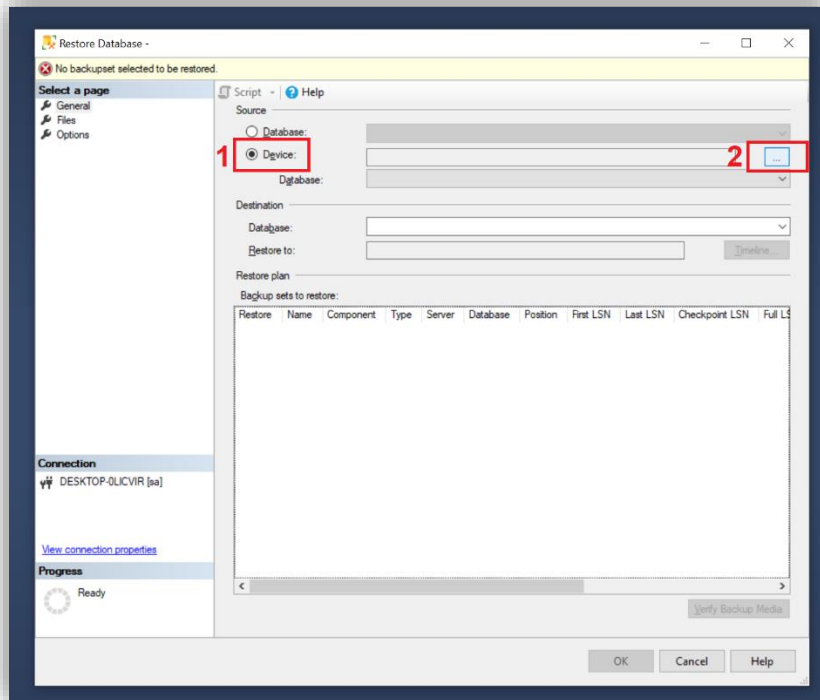 Restore Database -
No backupset selected to be restored.
Select a page
General
Files
Options
Script
Help
Source
Database:
1
Device:
2
...
Database:
Destination
Database:
Restore to:
Timeline...
Restore plan
Backup sets to restore:
Restore Name Component Type Server Database Position First LSN Last LSN Checkpoint LSN Full LS
Connection
DESKTOP-0LICVIR [sa]
View connection properties
Progress
Ready
Verify Backup Media
OK Cancel Help